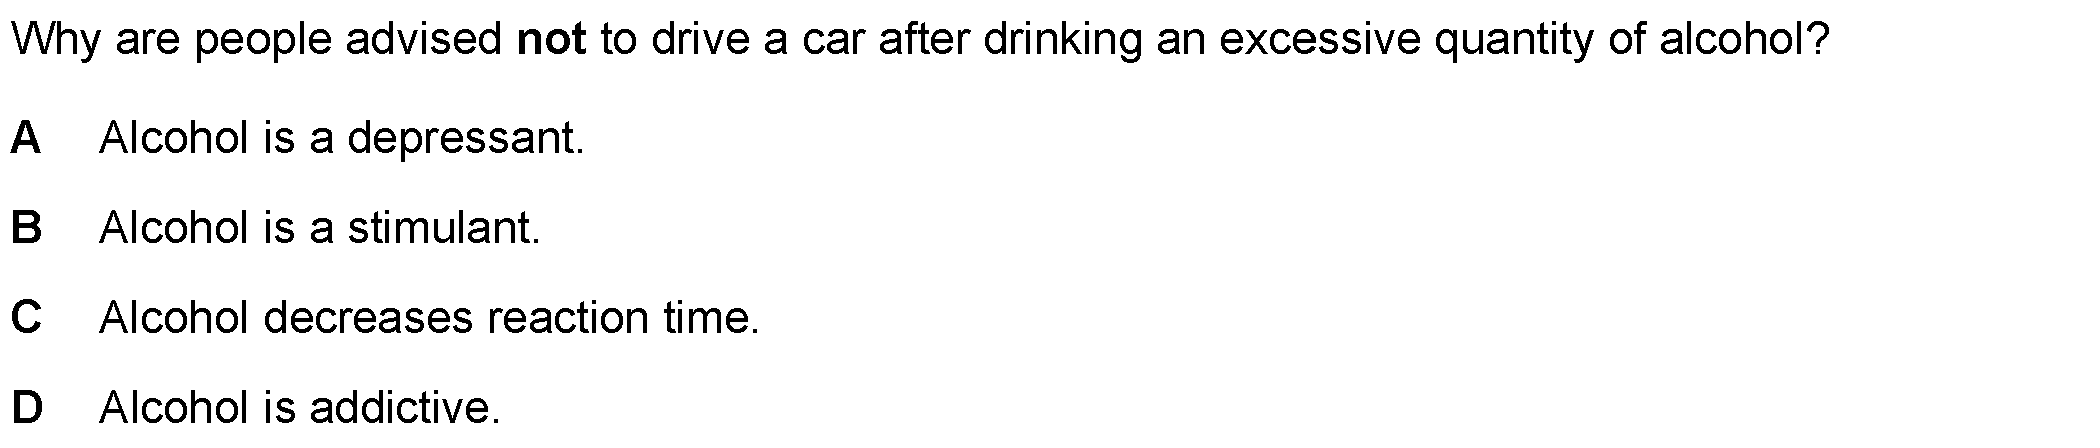 Why are people advised not to drive a car after drinking an excessive quantity of alcohol?
A Alcohol is a depressant.
B Alcohol is a stimulant.
C Alcohol decreases reaction time.
D Alcohol is addictive.